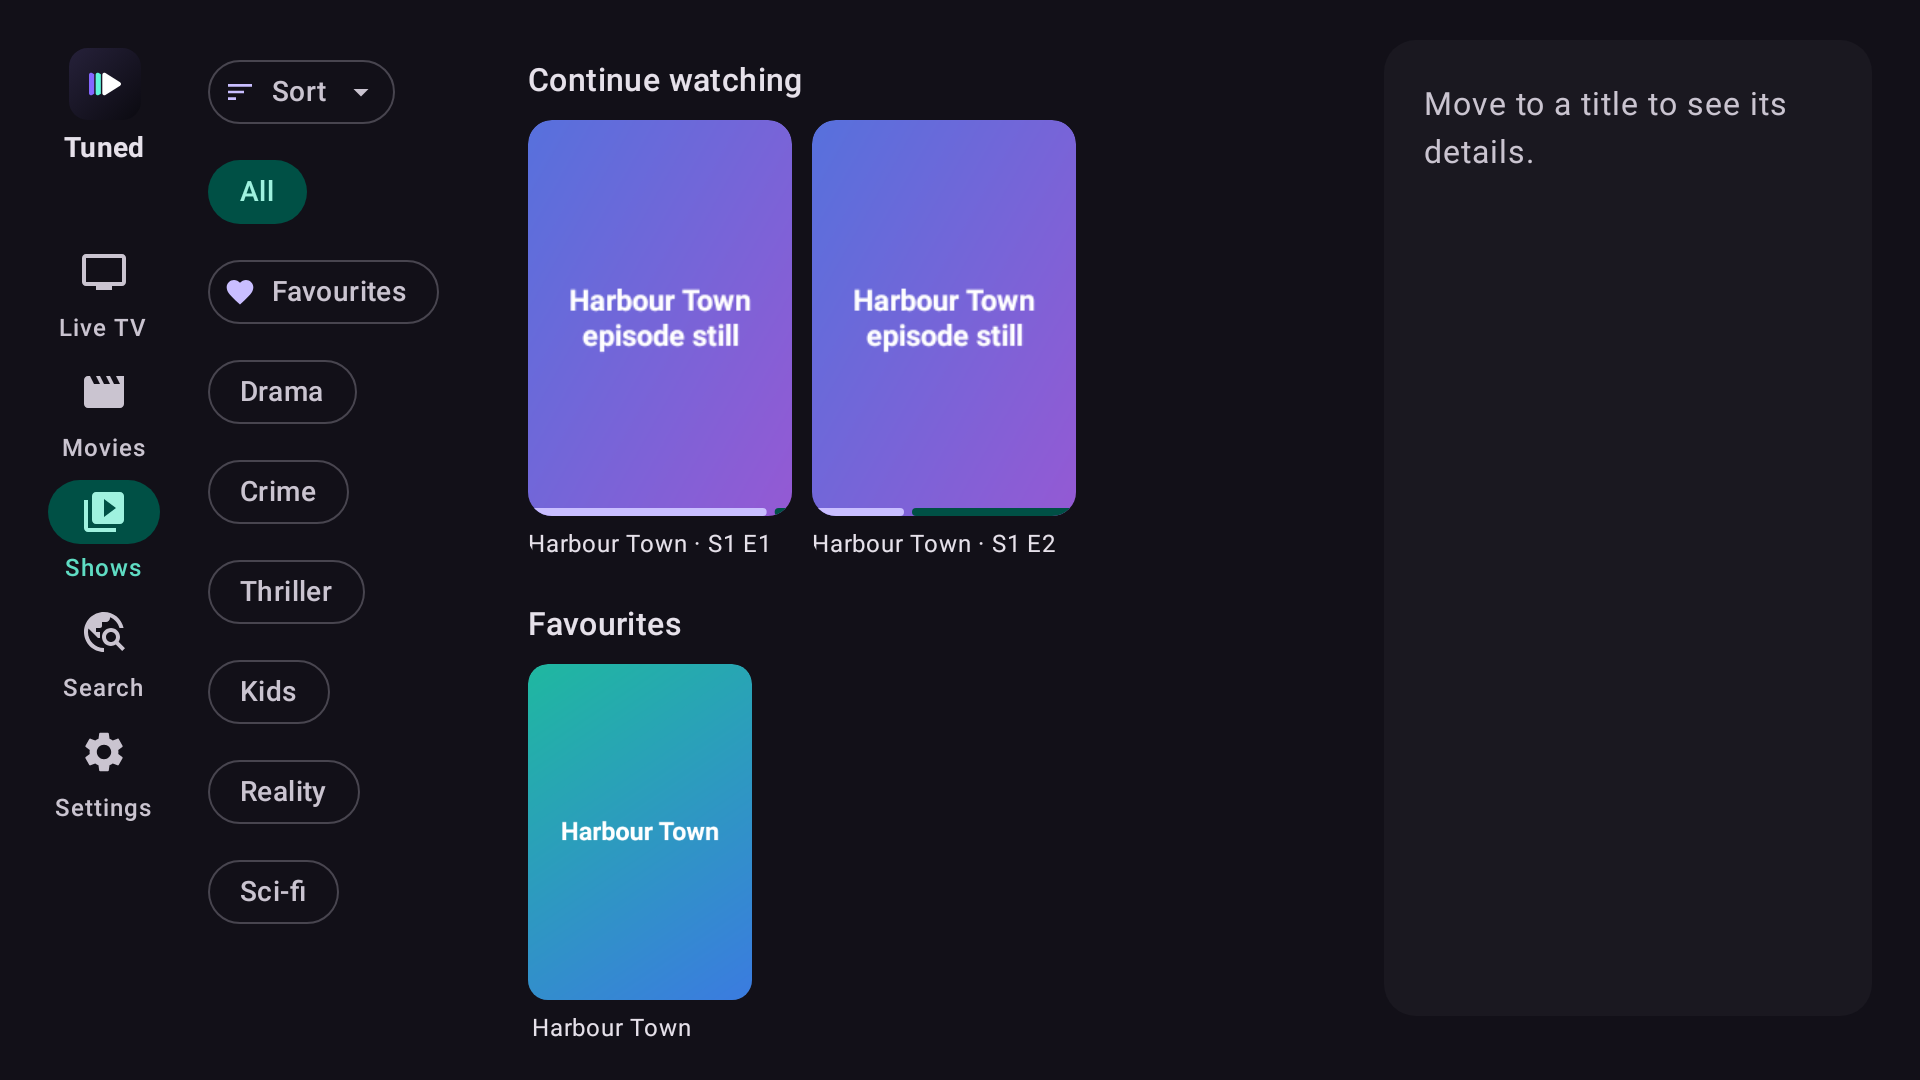 Tuned
Live TV
Movies
Shows
Search
Settings
Sort
All
Favourites
Drama
Crime
Thriller
Kids
Reality
Sci-fi
Continue watching
Harbour Town
episode still
Harbour Town · S1 E1
Harbour Town
episode still
Harbour Town · S1 E2
Favourites
Harbour Town
Harbour Town
Move to a title to see its
details.